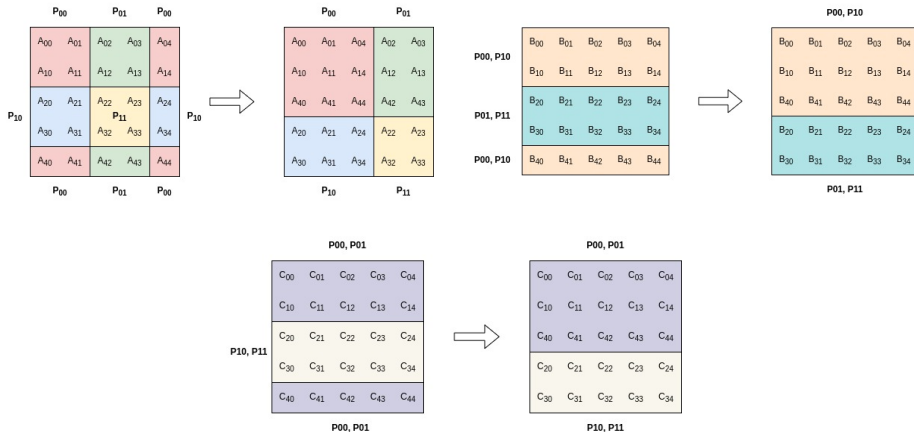 P₀₀ P₀₁ P₀₀
A₀₀ A₀₁ A₀₂ A₀₃ A₀₄
A₁₀ A₁₁ A₁₂ A₁₃ A₁₄
P₁₀ A₂₀ A₂₁ A₂₂ A₂₃ A₂₄ P₁₀
P₁₁
A₃₀ A₃₁ A₃₂ A₃₃ A₃₄
A₄₀ A₄₁ A₄₂ A₄₃ A₄₄
P₀₀ P₀₁ P₀₀
P₀₀ P₀₁
A₀₀ A₀₁ A₀₄ A₀₂ A₀₃
A₁₀ A₁₁ A₁₄ A₁₂ A₁₃
A₄₀ A₄₁ A₄₄ A₄₂ A₄₃
A₂₀ A₂₁ A₂₄ A₂₂ A₂₃
A₃₀ A₃₁ A₃₄ A₃₂ A₃₃
P₁₀ P₁₁
B₀₀ B₀₁ B₀₂ B₀₃ B₀₄
P00, P10
B₁₀ B₁₁ B₁₂ B₁₃ B₁₄
B₂₀ B₂₁ B₂₂ B₂₃ B₂₄
P01, P11
B₃₀ B₃₁ B₃₂ B₃₃ B₃₄
P00, P10 B₄₀ B₄₁ B₄₂ B₄₃ B₄₄
P00, P10
B₀₀ B₀₁ B₀₂ B₀₃ B₀₄
B₁₀ B₁₁ B₁₂ B₁₃ B₁₄
B₄₀ B₄₁ B₄₂ B₄₃ B₄₄
B₂₀ B₂₁ B₂₂ B₂₃ B₂₄
B₃₀ B₃₁ B₃₂ B₃₃ B₃₄
P01, P11
P00, P01
C₀₀ C₀₁ C₀₂ C₀₃ C₀₄
C₁₀ C₁₁ C₁₂ C₁₃ C₁₄
C₂₀ C₂₁ C₂₂ C₂₃ C₂₄
P10, P11
C₃₀ C₃₁ C₃₂ C₃₃ C₃₄
C₄₀ C₄₁ C₄₂ C₄₃ C₄₄
P00, P01
P00, P01
C₀₀ C₀₁ C₀₂ C₀₃ C₀₄
C₁₀ C₁₁ C₁₂ C₁₃ C₁₄
C₄₀ C₄₁ C₄₂ C₄₃ C₄₄
C₂₀ C₂₁ C₂₂ C₂₃ C₂₄
C₃₀ C₃₁ C₃₂ C₃₃ C₃₄
P10, P11